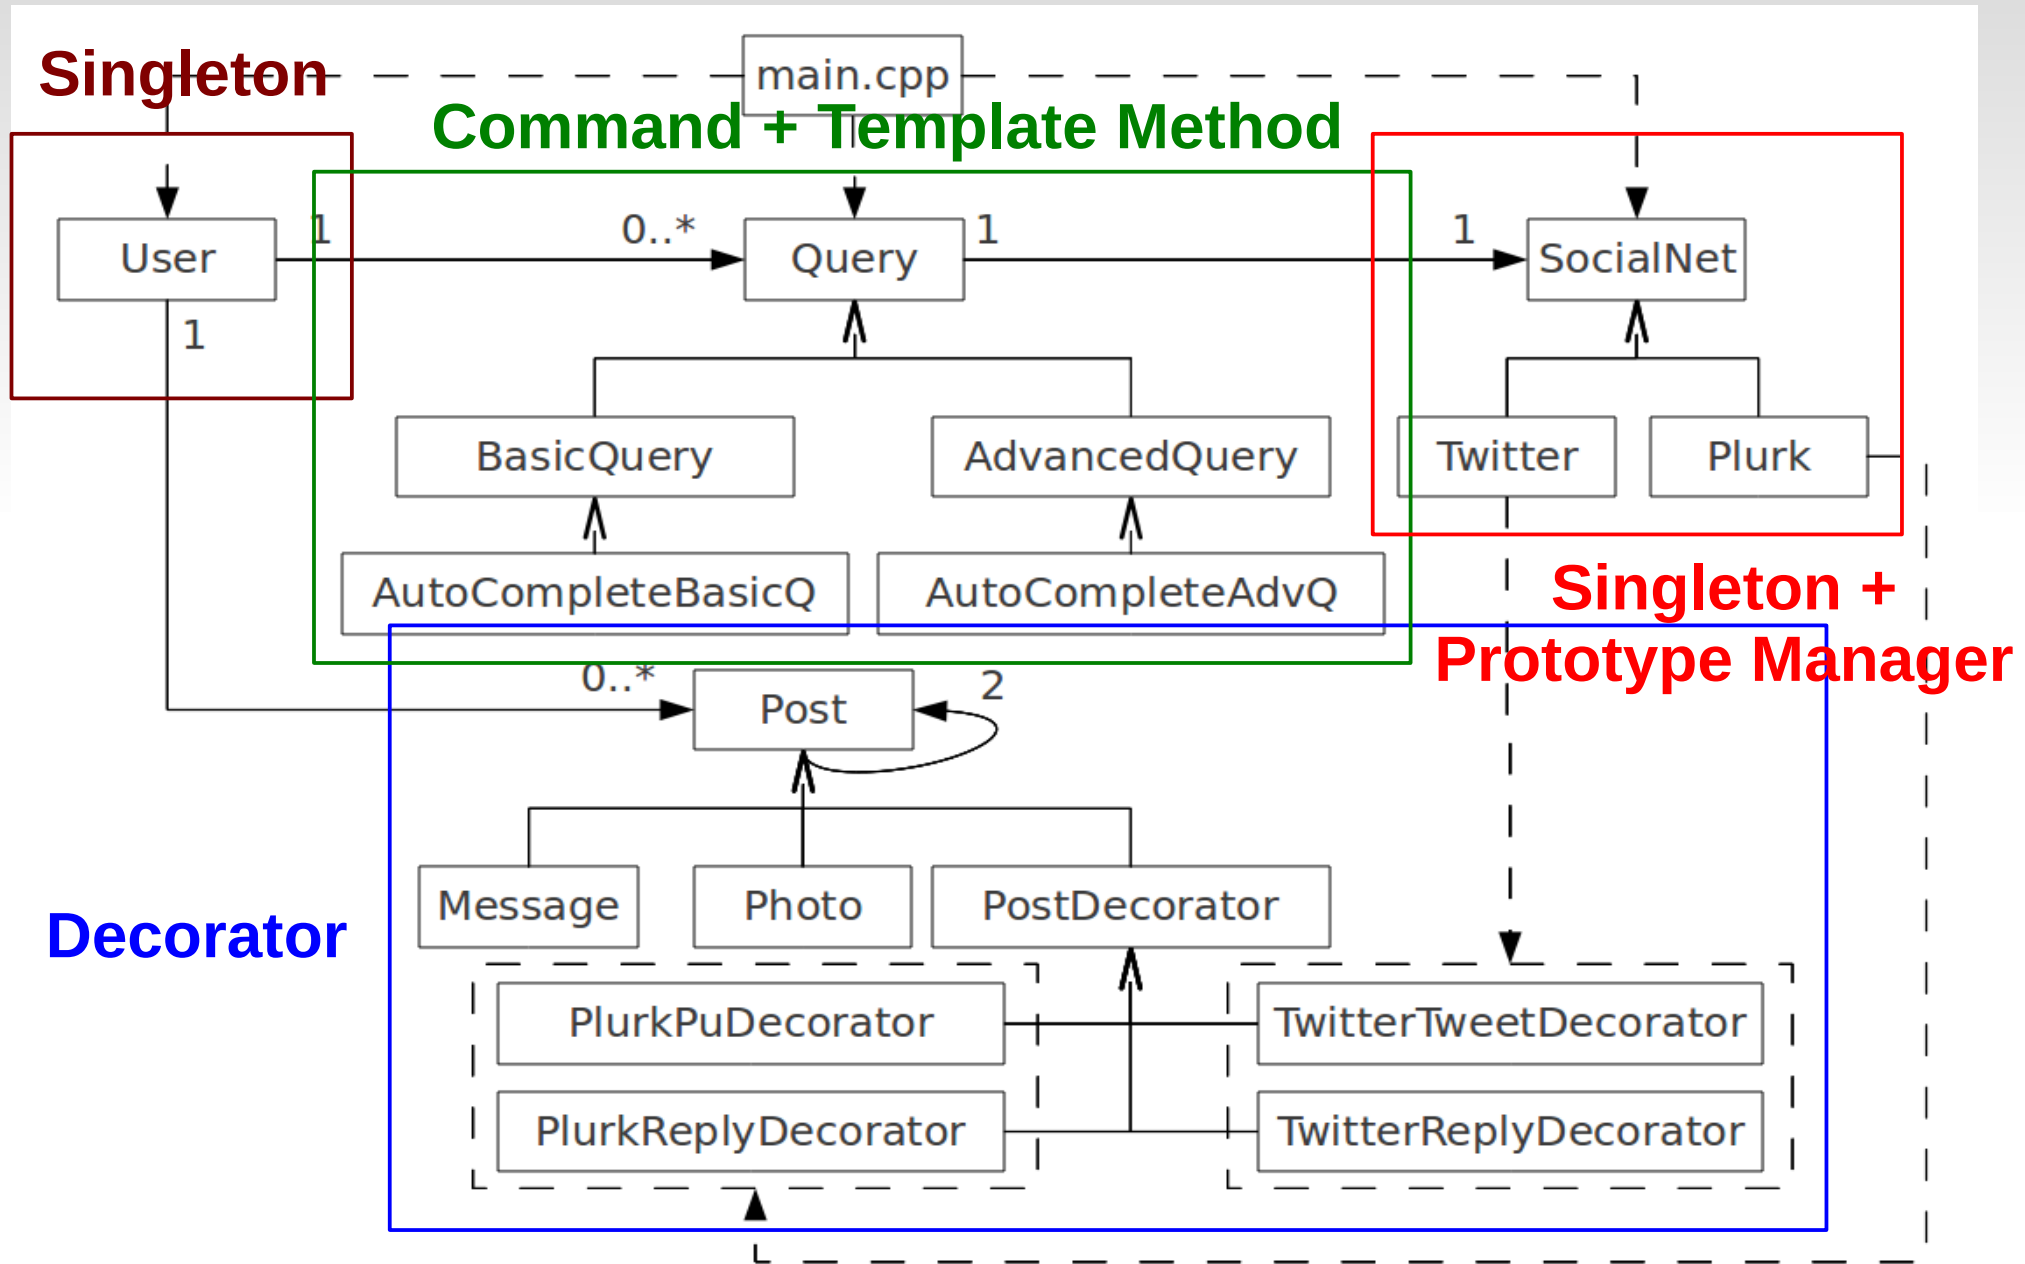 Singleton
main.cpp
Command + Template Method
1
0..*
1
1
User
Query
SocialNet
1
BasicQuery
AdvancedQuery
Twitter
Plurk
AutoCompleteBasicQ
AutoCompleteAdvQ
Singleton +
Prototype Manager
0..*
2
Post
Message
Photo
PostDecorator
Decorator
PlurkPuDecorator
TwitterTweetDecorator
PlurkReplyDecorator
TwitterReplyDecorator